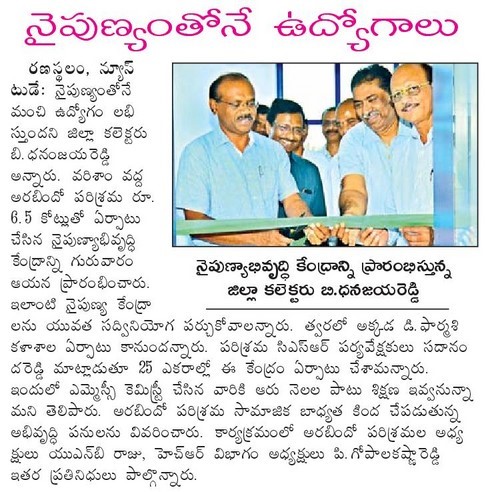 నైపుణ్యంతోనే ఉద్యోగాలు
రణస్థలం, న్యూస్
టుడే: నైపుణ్యంతోనే
మంచి ఉద్యోగం లభి
స్తుందని జిల్లా కలెక్టరు
బి.ధనంజయరెడ్డి
అన్నారు. వరిశాం వద్ద
అరబిందో పరిశ్రమ రూ.
6.5 కోట్లుతో ఏర్పాటు
చేసిన నైపుణ్యాభివృద్ధి
కేంద్రాన్ని గురువారం
ఆయన ప్రారంభించారు.
ఇలాంటి నైపుణ్య కేంద్రా
లను యువత సద్వినియోగ పర్చుకోవాలన్నారు. త్వరలో అక్కడ డి.ఫార్మశి
కళాశాల ఏర్పాటు కానుందన్నారు. పరిశ్రమ సిఎస్ఆర్ పర్యవేక్షకులు సదానం
దరెడ్డి మాట్లాడుతూ 25 ఎకరాల్లో ఈ కేంద్రం ఏర్పాటు చేశామన్నారు.
ఇందులో ఎమ్మెస్సీ కెమిస్ట్రీ చేసిన వారికి ఆరు నెలల పాటు శిక్షణ ఇవ్వనున్నా
మని తెలిపారు. అరబిందో పరిశ్రమ సామాజిక బాధ్యత కింద చేపడుతున్న
అభివృద్ధి పనులను వివరించారు. కార్యక్రమంలో అరబిందో పరిశ్రమల అధ్య
క్షులు యుఎన్‌బి రాజు, హెచ్ఆర్ విభాగం అధ్యక్షులు పి.గోపాలకృష్ణారెడ్డి
ఇతర ప్రతినిధులు పాల్గొన్నారు.
నైపుణ్యాభివృద్ధి కేంద్రాన్ని ప్రారంభిస్తున్న
జిల్లా కలెక్టరు బి.ధనజయరెడ్డి